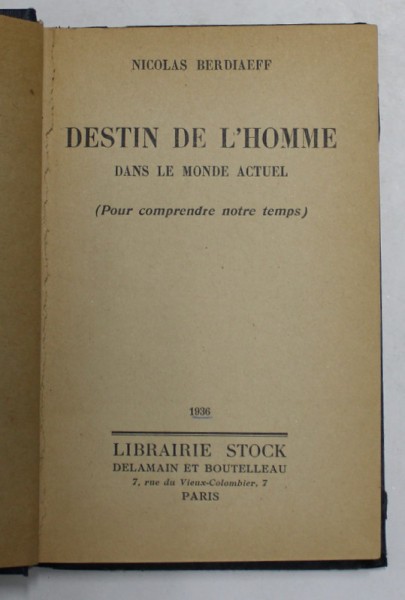 NICOLAS BERDIAEFF
DESTIN DE L'HOMME
DANS LE MONDE ACTUEL
(Pour comprendre notre temps)
1936
LIBRAIRIE STOCK
DELAMAIN ET BOUTELLEAU
7, rue du Vieux-Colombier, 7
PARIS